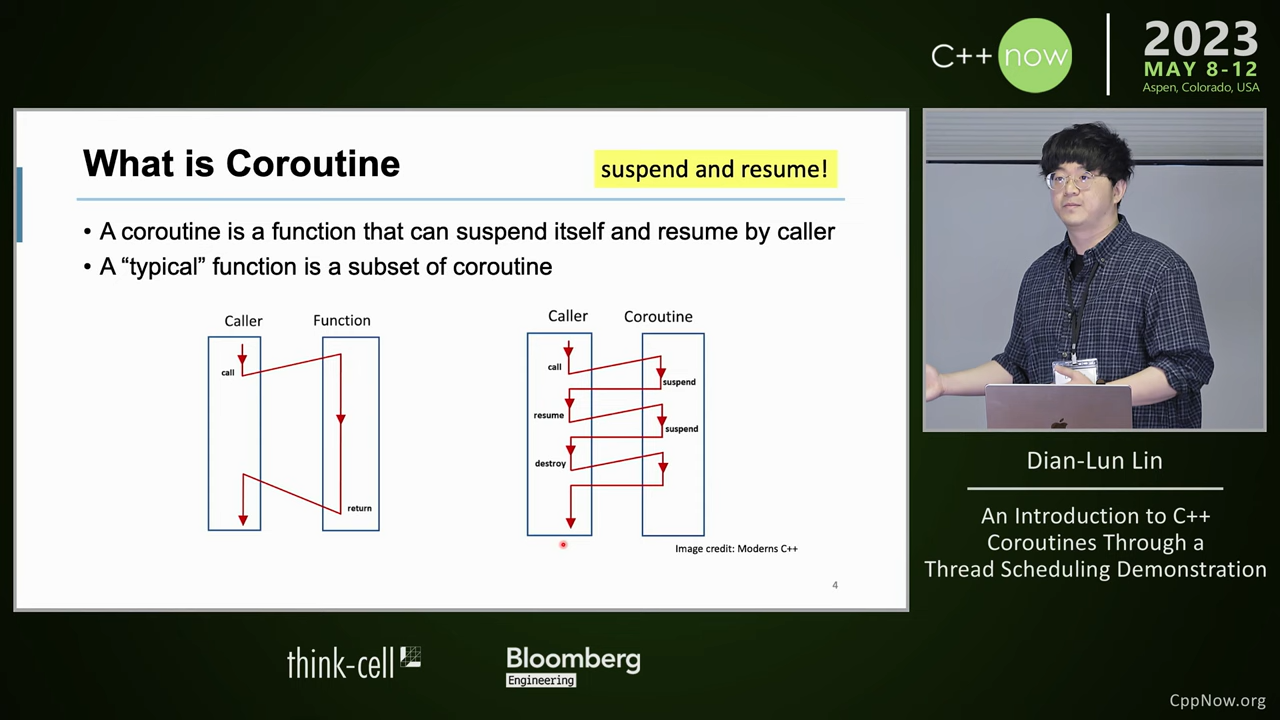 C++ now
2023
MAY 8-12
Aspen, Colorado, USA
What is Coroutine
suspend and resume!
• A coroutine is a function that can suspend itself and resume by caller
• A “typical” function is a subset of coroutine
Caller
Function
call
return
Caller
Coroutine
call
suspend
resume
suspend
destroy
Image credit: Moderns C++
4
Dian-Lun Lin
An Introduction to C++
Coroutines Through a
Thread Scheduling Demonstration
think-cell
Bloomberg
Engineering
CppNow.org